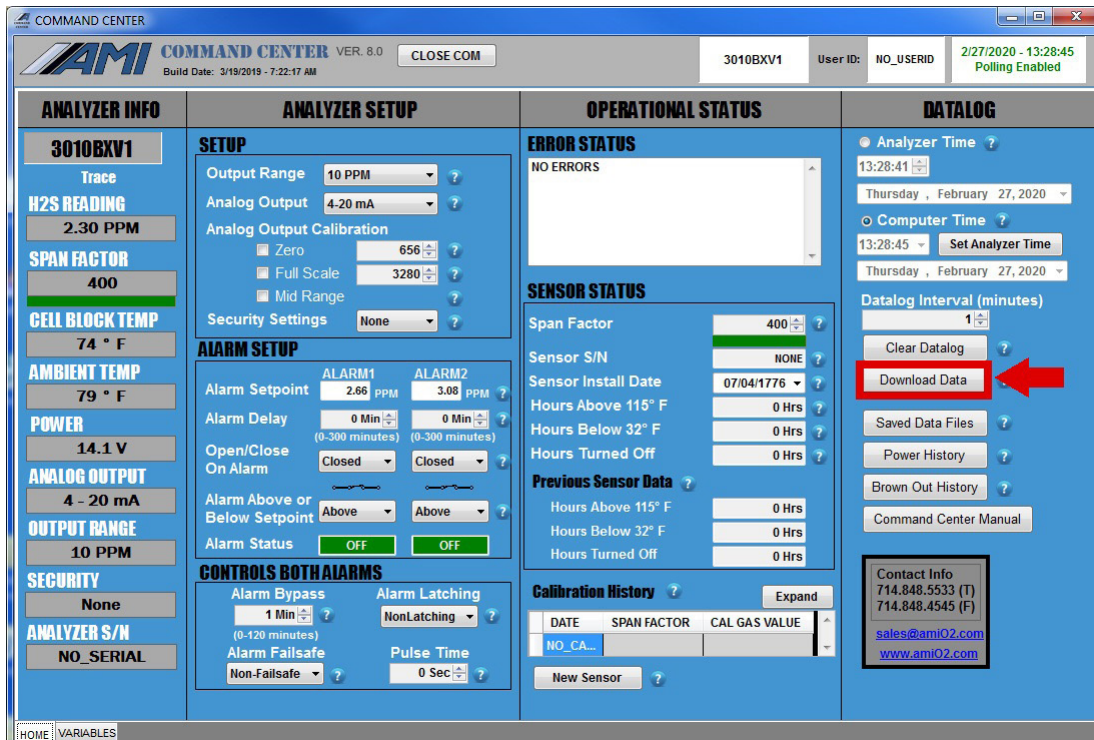 COMMAND CENTER
AMI COMMAND CENTER VER. 8.0 CLOSE COM
Build Date: 3/19/2019 - 7:22:17 AM
3010BXV1 User ID: NO_USERID
2/27/2020 - 13:28:45
Polling Enabled
ANALYZER INFO
3010BXV1
Trace
H2S READING
2.30 PPM
SPAN FACTOR
400
CELL BLOCK TEMP
74 ° F
AMBIENT TEMP
79 ° F
POWER
14.1 V
ANALOG OUTPUT
4 - 20 mA
OUTPUT RANGE
10 PPM
SECURITY
None
ANALYZER S/N
NO_SERIAL
ANALYZER SETUP
SETUP
Output Range 10 PPM ?
Analog Output 4-20 mA ?
Analog Output Calibration
Zero 656 ?
Full Scale 3280 ?
Mid Range ?
Security Settings None ?
ALARM SETUP
ALARM1 ALARM2
Alarm Setpoint 2.66 PPM 3.08 PPM ?
Alarm Delay 0 Min 0 Min ?
(0-300 minutes) (0-300 minutes)
Open/Close
On Alarm Closed Closed ?
Alarm Above or
Below Setpoint Above Above ?
Alarm Status OFF OFF
CONTROLS BOTH ALARMS
Alarm Bypass Alarm Latching
1 Min ? NonLatching ?
(0-120 minutes)
Alarm Failsafe Pulse Time
Non-Failsafe ? 0 Sec ?
OPERATIONAL STATUS
ERROR STATUS
NO ERRORS
SENSOR STATUS
Span Factor 400 ?
Sensor S/N NONE ?
Sensor Install Date 07/04/1776 ?
Hours Above 115° F 0 Hrs ?
Hours Below 32° F 0 Hrs ?
Hours Turned Off 0 Hrs ?
Previous Sensor Data ?
Hours Above 115° F 0 Hrs
Hours Below 32° F 0 Hrs
Hours Turned Off 0 Hrs
Calibration History ? Expand
DATE SPAN FACTOR CAL GAS VALUE
NO_CA...
New Sensor ?
DATALOG
Analyzer Time ?
13:28:41
Thursday , February 27, 2020
Computer Time ?
13:28:45 Set Analyzer Time
Thursday , February 27, 2020
Datalog Interval (minutes)
1
Clear Datalog ?
Download Data
Saved Data Files ?
Power History ?
Brown Out History ?
Command Center Manual
Contact Info
714.848.5533 (T)
714.848.4545 (F)
sales@amiO2.com
www.amiO2.com
HOME VARIABLES